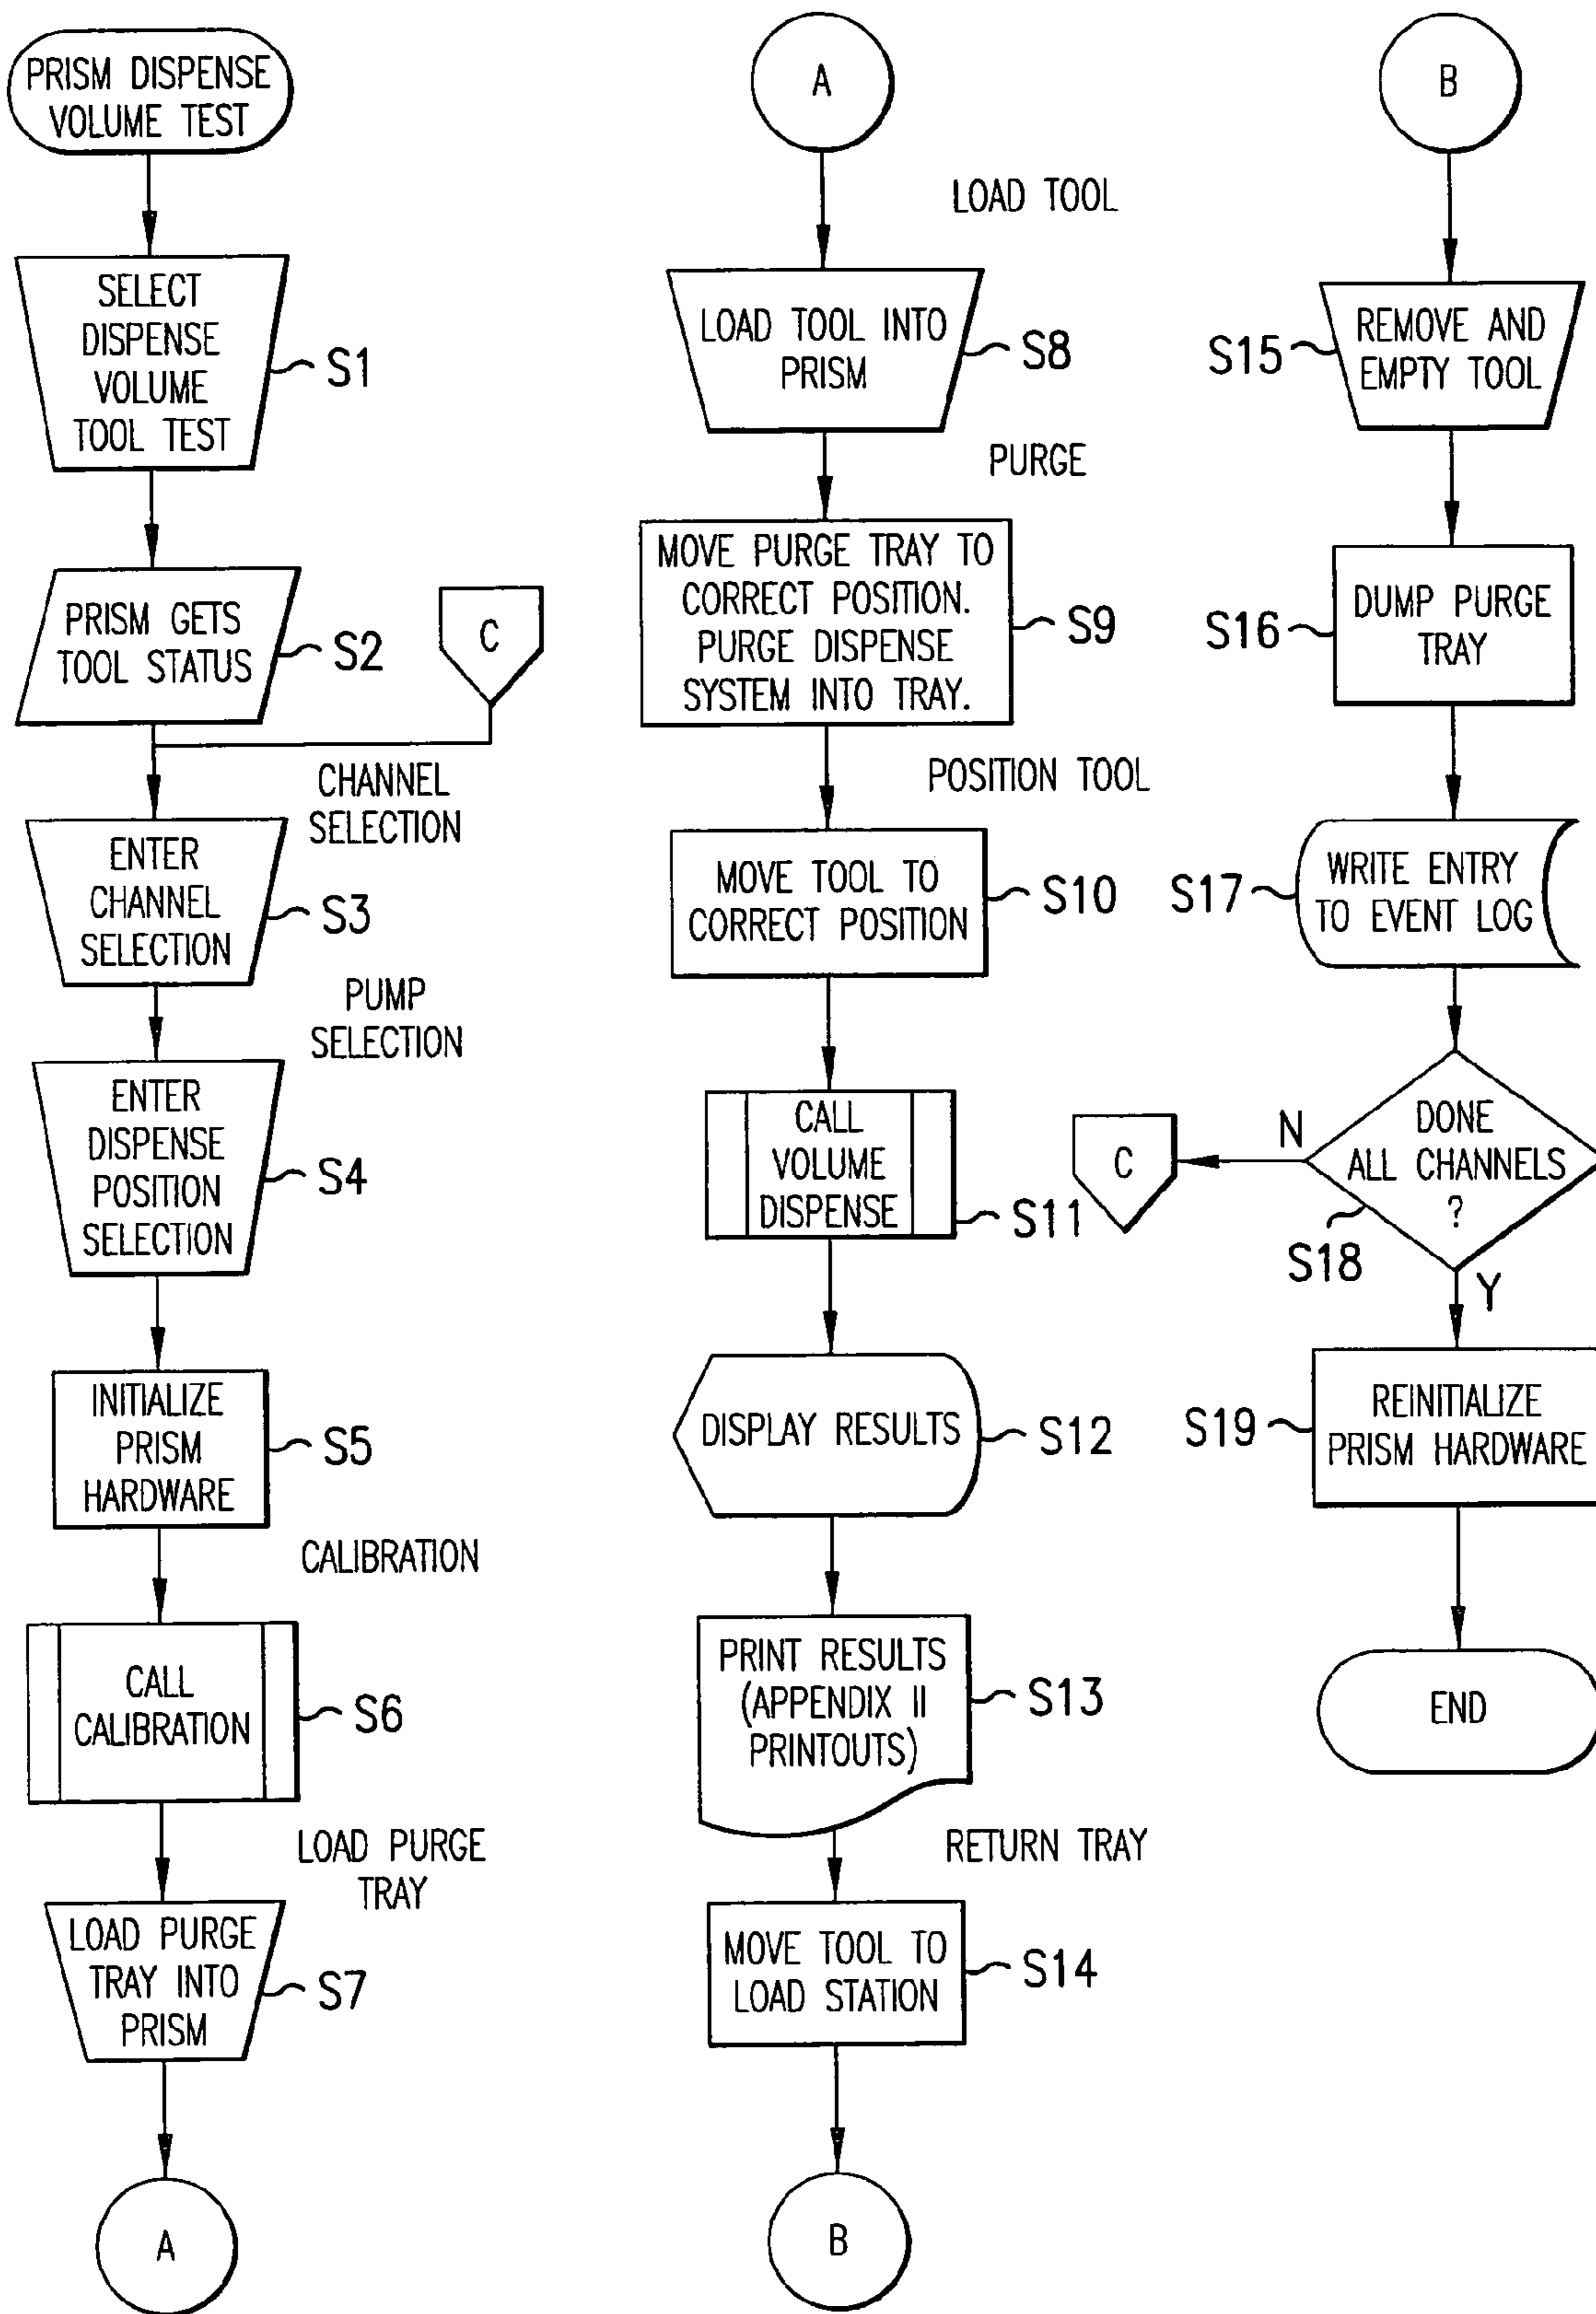 PRISM DISPENSE
VOLUME TEST
SELECT
DISPENSE
VOLUME
TOOL TEST
S1
PRISM GETS
TOOL STATUS
S2
C
CHANNEL
SELECTION
ENTER
CHANNEL
SELECTION
S3
PUMP
SELECTION
ENTER
DISPENSE
POSITION
SELECTION
S4
INITIALIZE
PRISM
HARDWARE
S5
CALIBRATION
CALL
CALIBRATION
S6
LOAD PURGE
TRAY
LOAD PURGE
TRAY INTO
PRISM
S7
A
A
LOAD TOOL
LOAD TOOL INTO
PRISM
S8
PURGE
MOVE PURGE TRAY TO
CORRECT POSITION.
PURGE DISPENSE
SYSTEM INTO TRAY.
S9
POSITION TOOL
MOVE TOOL TO
CORRECT POSITION
S10
CALL
VOLUME
DISPENSE
S11
DISPLAY RESULTS
S12
PRINT RESULTS
(APPENDIX II
PRINTOUTS)
S13
RETURN TRAY
MOVE TOOL TO
LOAD STATION
S14
B
B
REMOVE AND
EMPTY TOOL
S15
DUMP PURGE
TRAY
S16
WRITE ENTRY
TO EVENT LOG
S17
DONE
ALL CHANNELS
?
S18
N
C
Y
REINITIALIZE
PRISM HARDWARE
S19
END